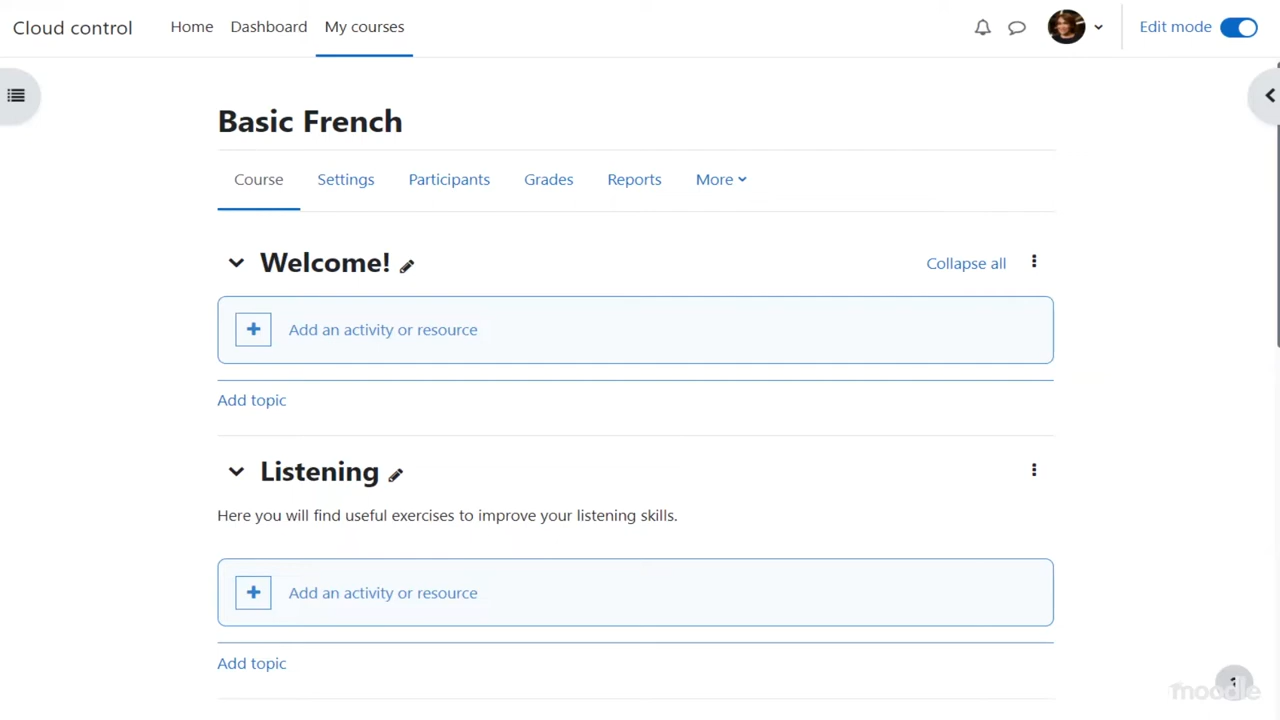 Cloud control Home Dashboard My courses Edit mode
Basic French
Course Settings Participants Grades Reports More
Welcome! Collapse all
Add an activity or resource
Add topic
Listening
Here you will find useful exercises to improve your listening skills.
Add an activity or resource
Add topic
moodle